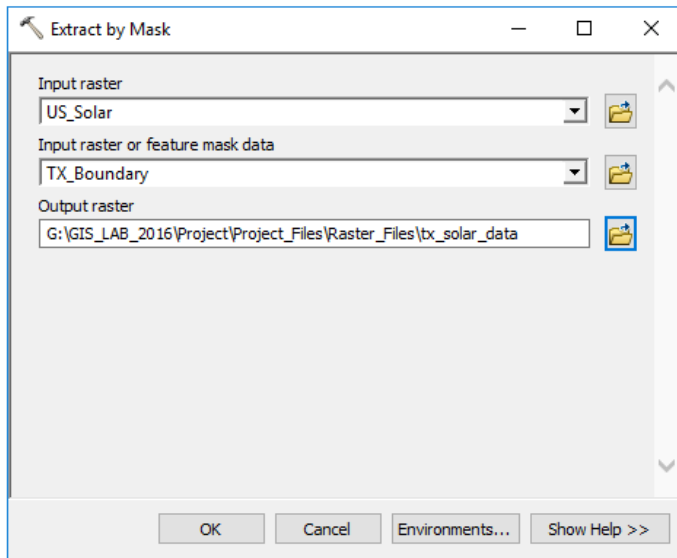 Extract by Mask
Input raster
US_Solar
Input raster or feature mask data
TX_Boundary
Output raster
G:\GIS_LAB_2016\Project\Project_Files\Raster_Files\tx_solar_data
OK Cancel Environments... Show Help >>